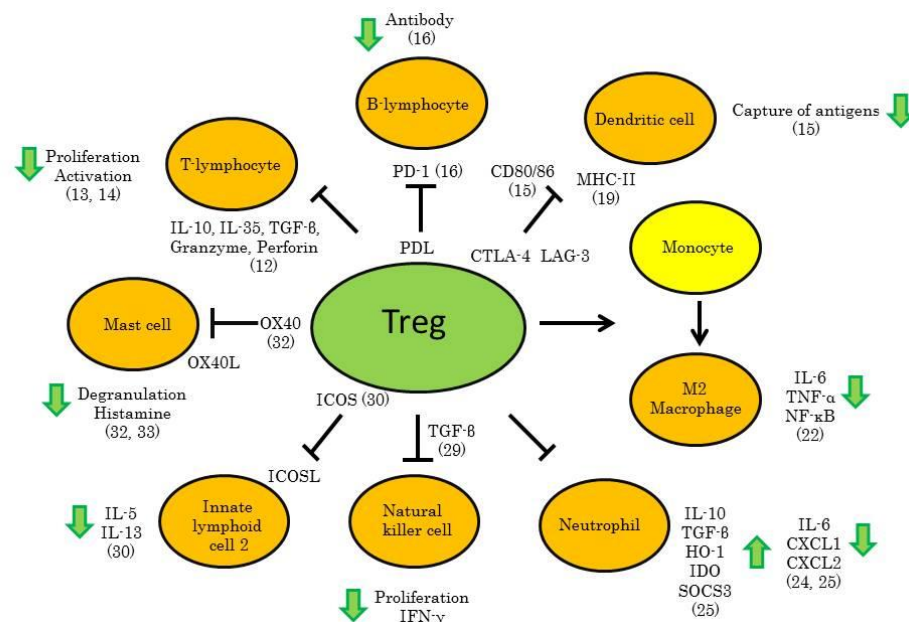 Antibody
(16)
B-lymphocyte
Dendritic cell
Capture of antigens
(15)
T-lymphocyte
Proliferation
Activation
(13, 14)
PD-1 (16)
CD80/86
(15)
MHC-II
(19)
IL-10, IL-35, TGF-ß,
Granzyme, Perforin
(12)
PDL
CTLA-4 LAG-3
Monocyte
Treg
Mast cell
OX40
(32)
OX40L
Degranulation
Histamine
(32, 33)
M2
Macrophage
IL-6
TNF-α
NF-κB
(22)
ICOS (30)
TGF-ß
(29)
ICOSL
IL-5
IL-13
(30)
Innate
lymphoid
cell 2
Natural
killer cell
Neutrophil
IL-10
TGF-ß
HO-1
IDO
SOCS3
(25)
IL-6
CXCL1
CXCL2
(24, 25)
Proliferation
IFN-γ